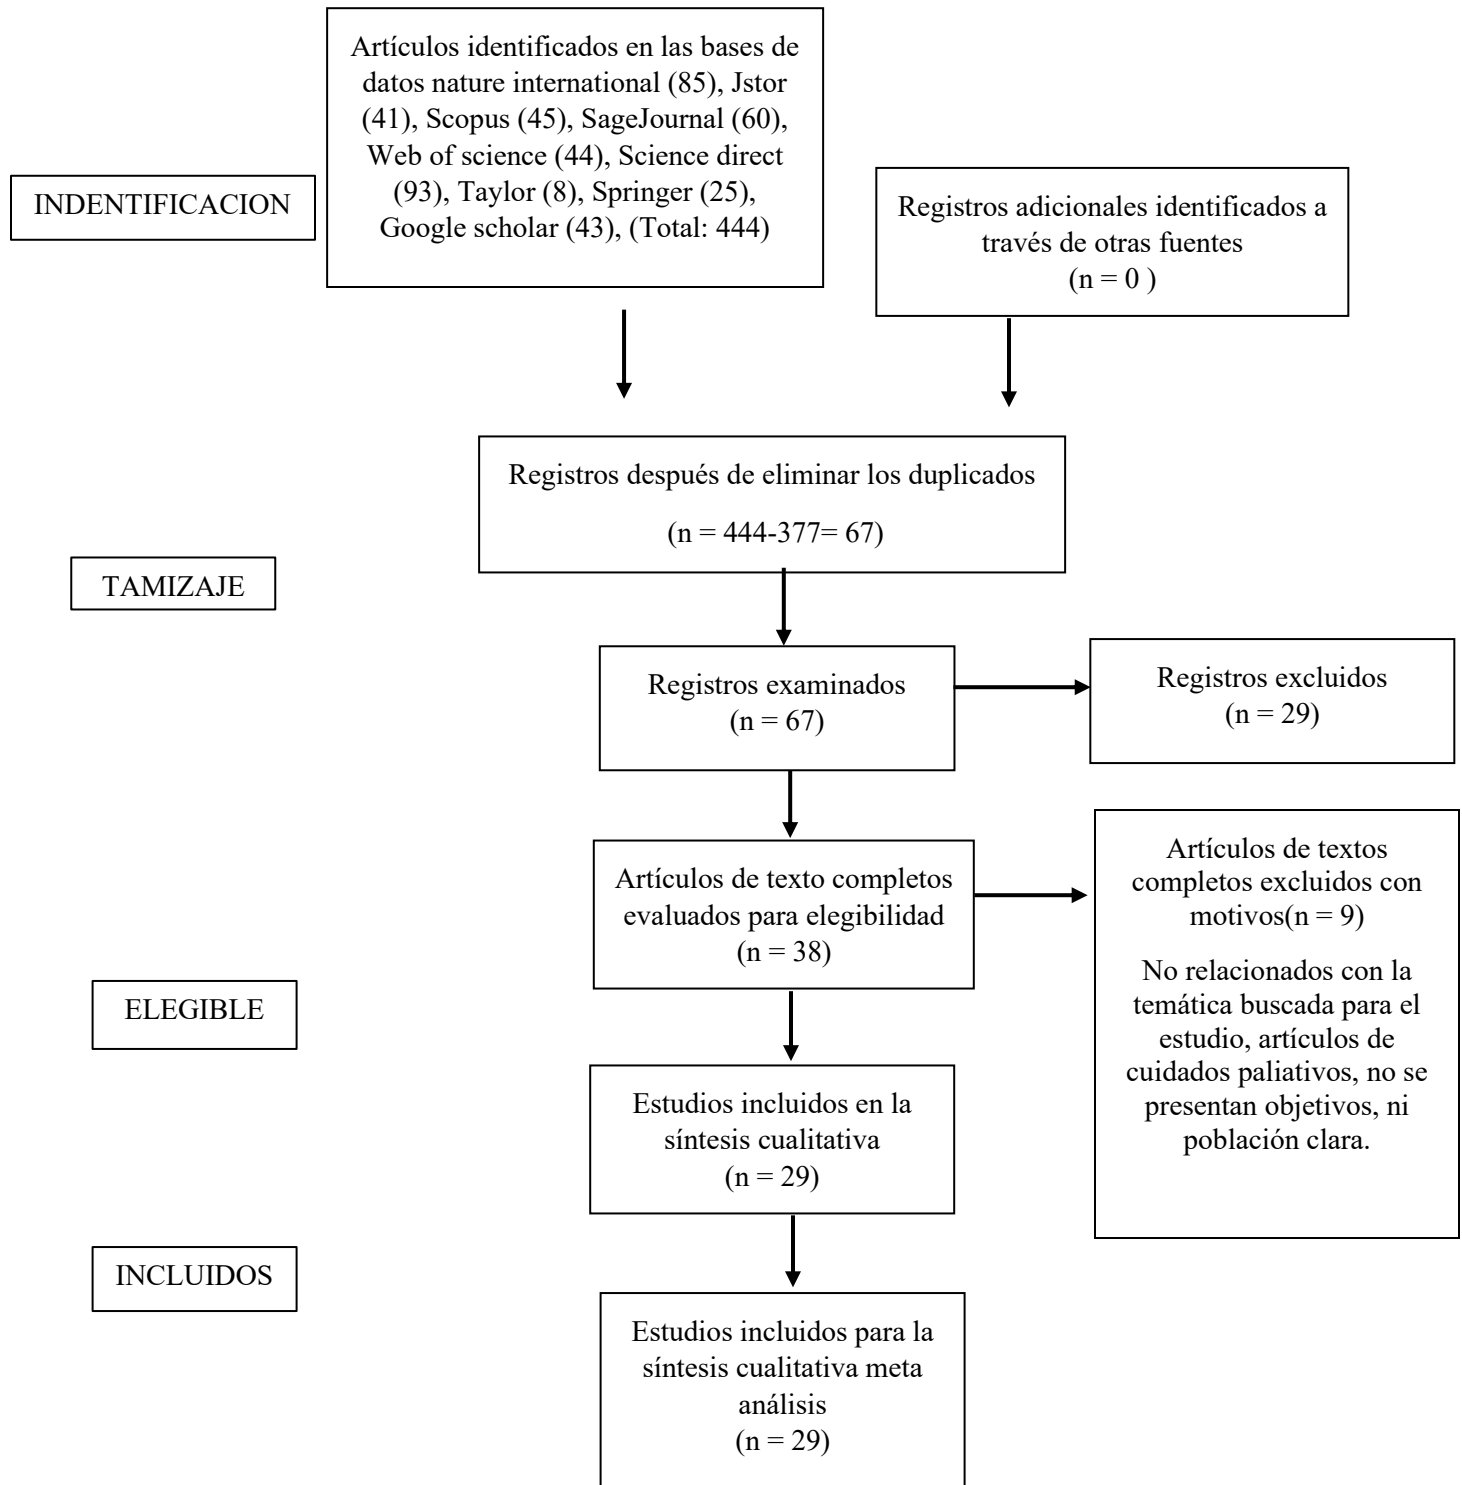 Artículos identificados en las bases de
datos nature international (85), Jstor
(41), Scopus (45), SageJournal (60),
Web of science (44), Science direct
(93), Taylor (8), Springer (25),
Google scholar (43), (Total: 444)
INDENTIFICACION
Registros adicionales identificados a
través de otras fuentes
(n = 0 )
Registros después de eliminar los duplicados
(n = 444-377= 67)
TAMIZAJE
Registros examinados
(n = 67)
Registros excluidos
(n = 29)
Artículos de texto completos
evaluados para elegibilidad
(n = 38)
Artículos de textos
completos excluidos con
motivos(n = 9)
No relacionados con la
temática buscada para el
estudio, artículos de
cuidados paliativos, no se
presentan objetivos, ni
población clara.
ELEGIBLE
Estudios incluidos en la
síntesis cualitativa
(n = 29)
INCLUIDOS
Estudios incluidos para la
síntesis cualitativa meta
análisis
(n = 29)